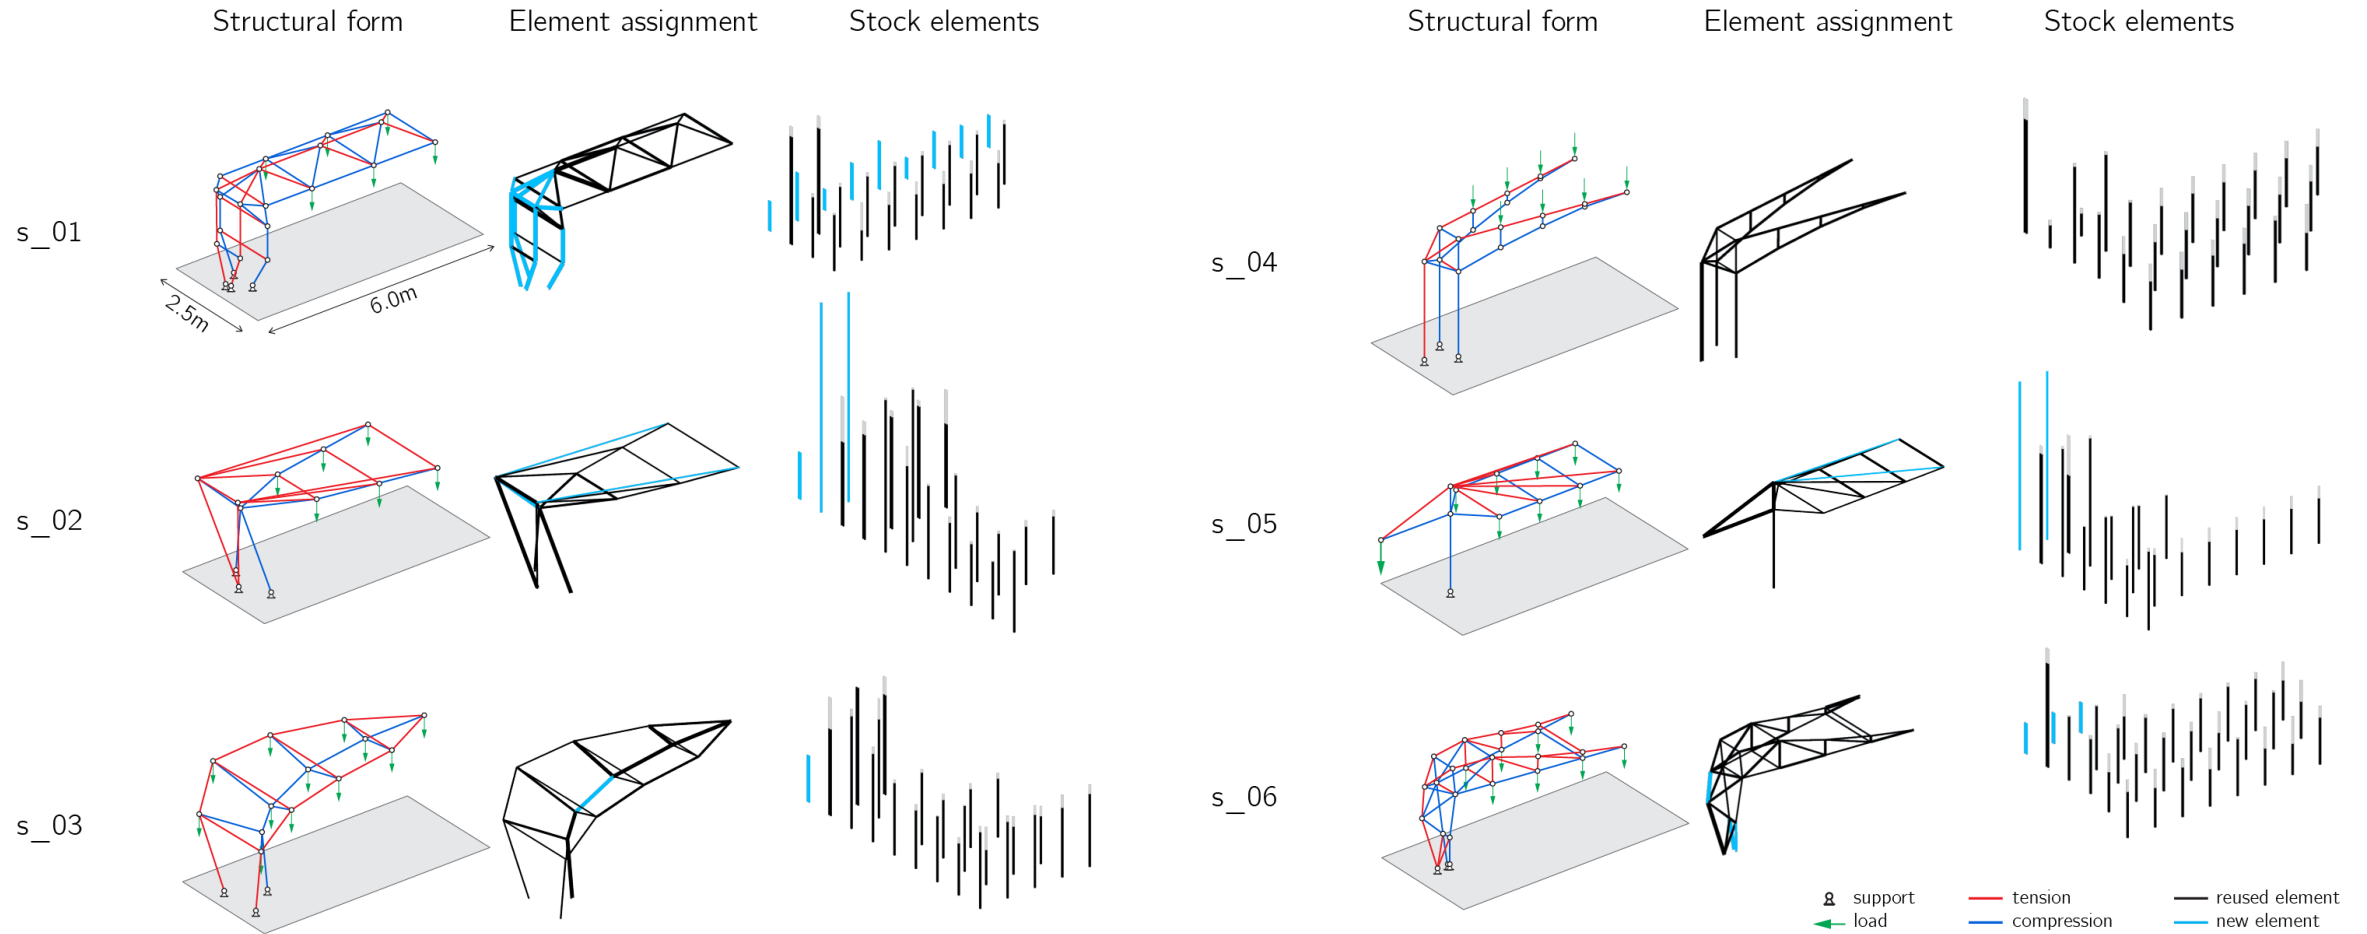 Structural form Element assignment Stock elements
s_01
2.5m
6.0m
s_02
s_03
Structural form Element assignment Stock elements
s_04
s_05
s_06
support
load
tension
compression
reused element
new element